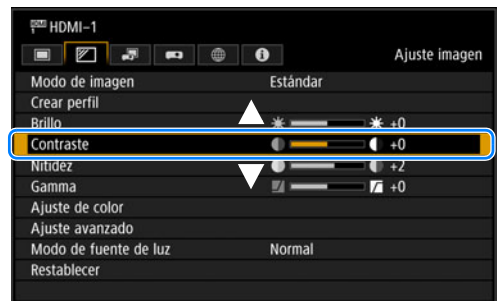 HDMI HDMI-1
Ajuste imagen
Modo de imagen Estándar
Crear perfil
Brillo +0
Contraste +0
Nitidez +2
Gamma +0
Ajuste de color
Ajuste avanzado
Modo de fuente de luz Normal
Restablecer